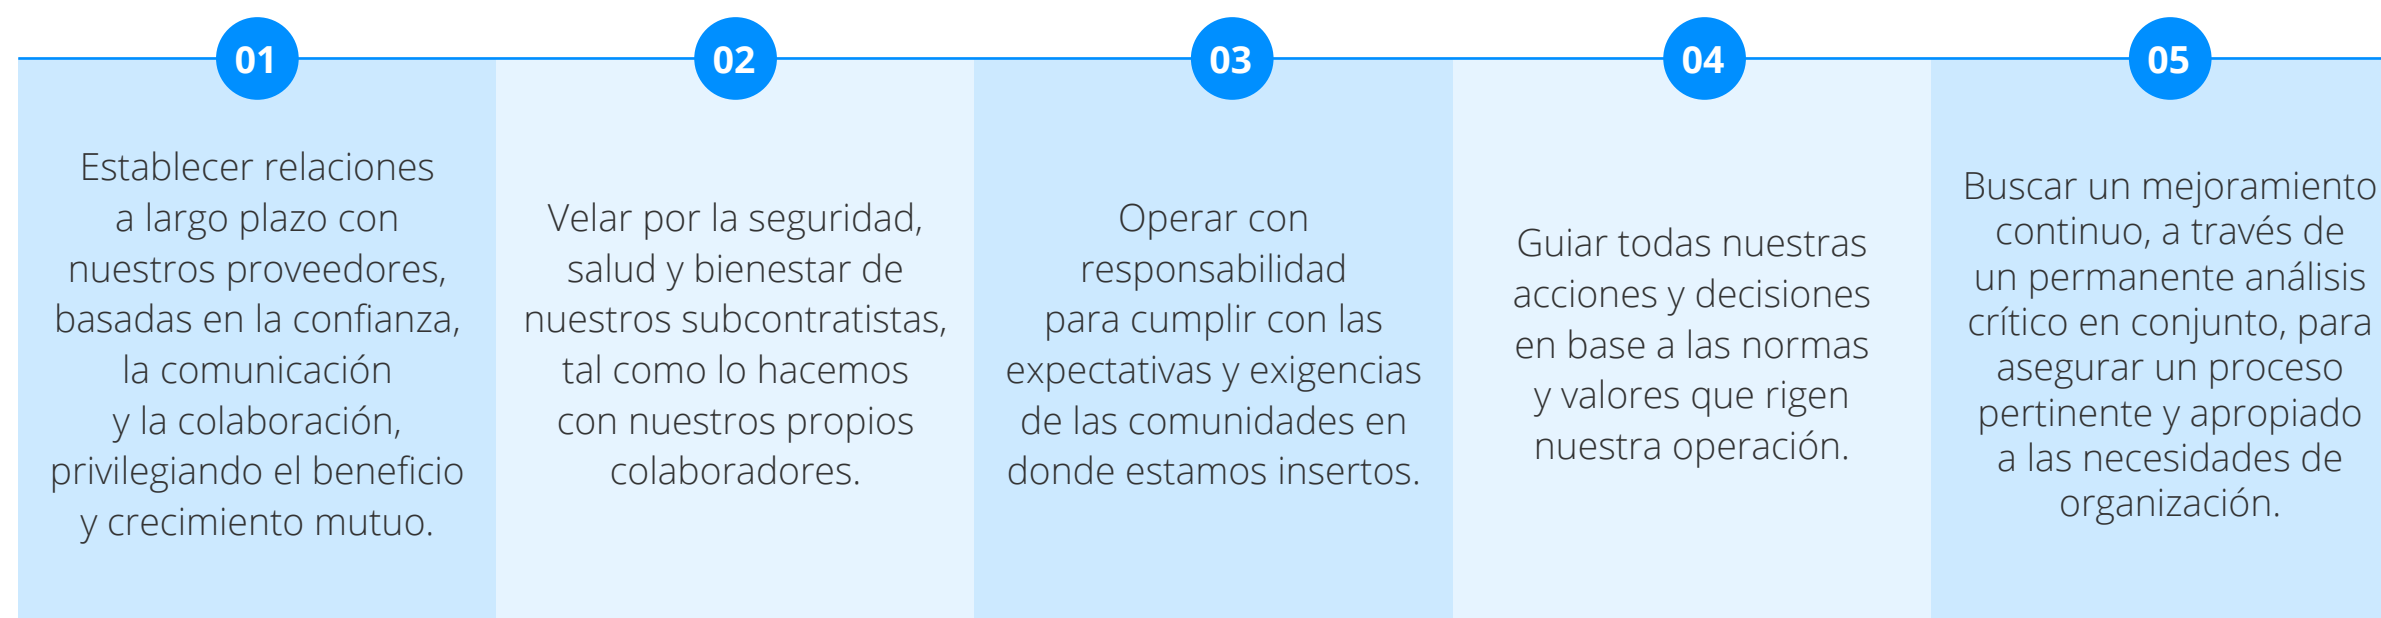 01
Establecer relaciones
a largo plazo con
nuestros proveedores,
basadas en la confianza,
la comunicación
y la colaboración,
privilegiando el beneficio
y crecimiento mutuo.
02
Velar por la seguridad,
salud y bienestar de
nuestros subcontratistas,
tal como lo hacemos
con nuestros propios
colaboradores.
03
Operar con
responsabilidad
para cumplir con las
expectativas y exigencias
de las comunidades en
donde estamos insertos.
04
Guiar todas nuestras
acciones y decisiones
en base a las normas
y valores que rigen
nuestra operación.
05
Buscar un mejoramiento
continuo, a través de
un permanente análisis
crítico en conjunto, para
asegurar un proceso
pertinente y apropiado
a las necesidades de
organización.